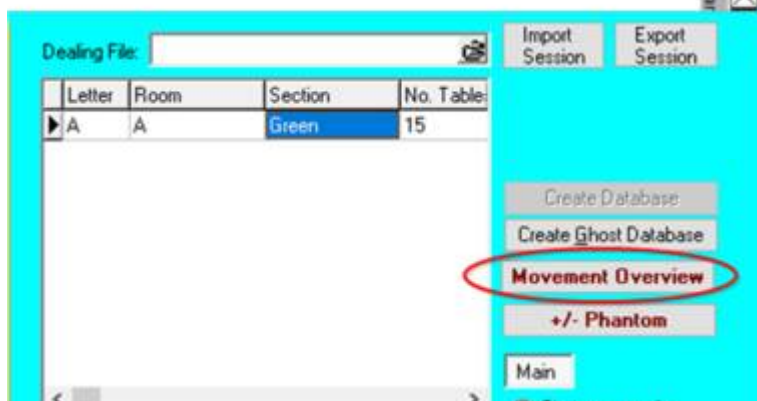 Dealing File:
Import Session
Export Session
Letter Room Section No. Tables
A A Green 15
Create Database
Create Ghost Database
Movement Overview
+/- Phantom
Main